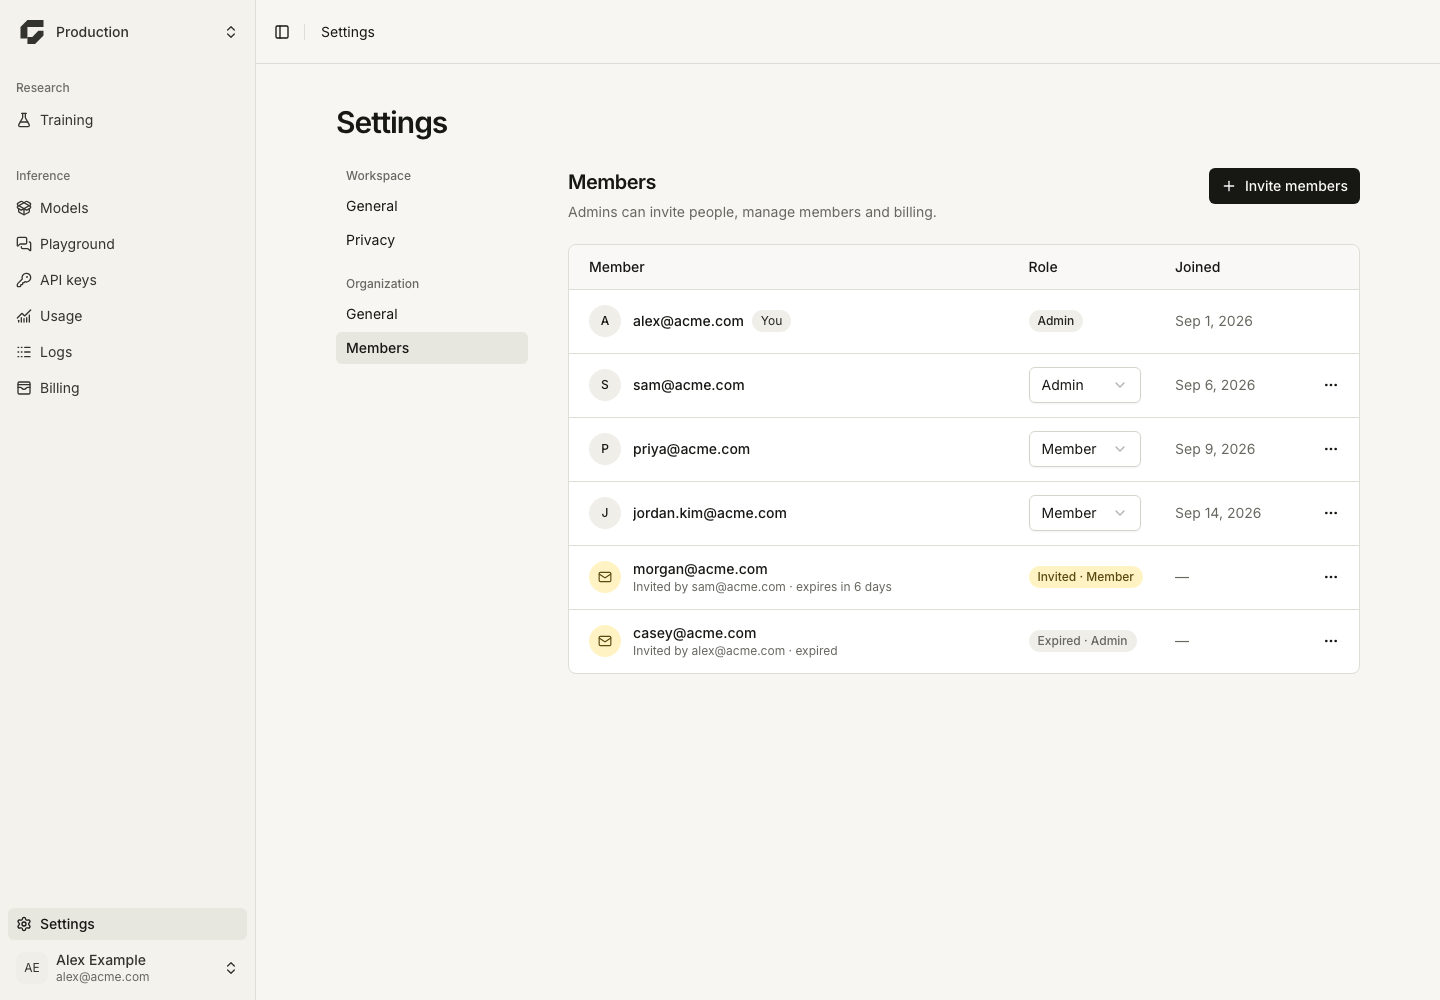 Production
Research
Training
Inference
Models
Playground
API keys
Usage
Logs
Billing
Settings
AE
Alex Example
alex@acme.com
Settings
Settings
Workspace
General
Privacy
Organization
General
Members
Members
Admins can invite people, manage members and billing.
Invite members
Member Role Joined
A alex@acme.com You Admin Sep 1, 2026
S sam@acme.com Admin Sep 6, 2026
P priya@acme.com Member Sep 9, 2026
J jordan.kim@acme.com Member Sep 14, 2026
morgan@acme.com
Invited by sam@acme.com · expires in 6 days
Invited · Member —
casey@acme.com
Invited by alex@acme.com · expired
Expired · Admin —